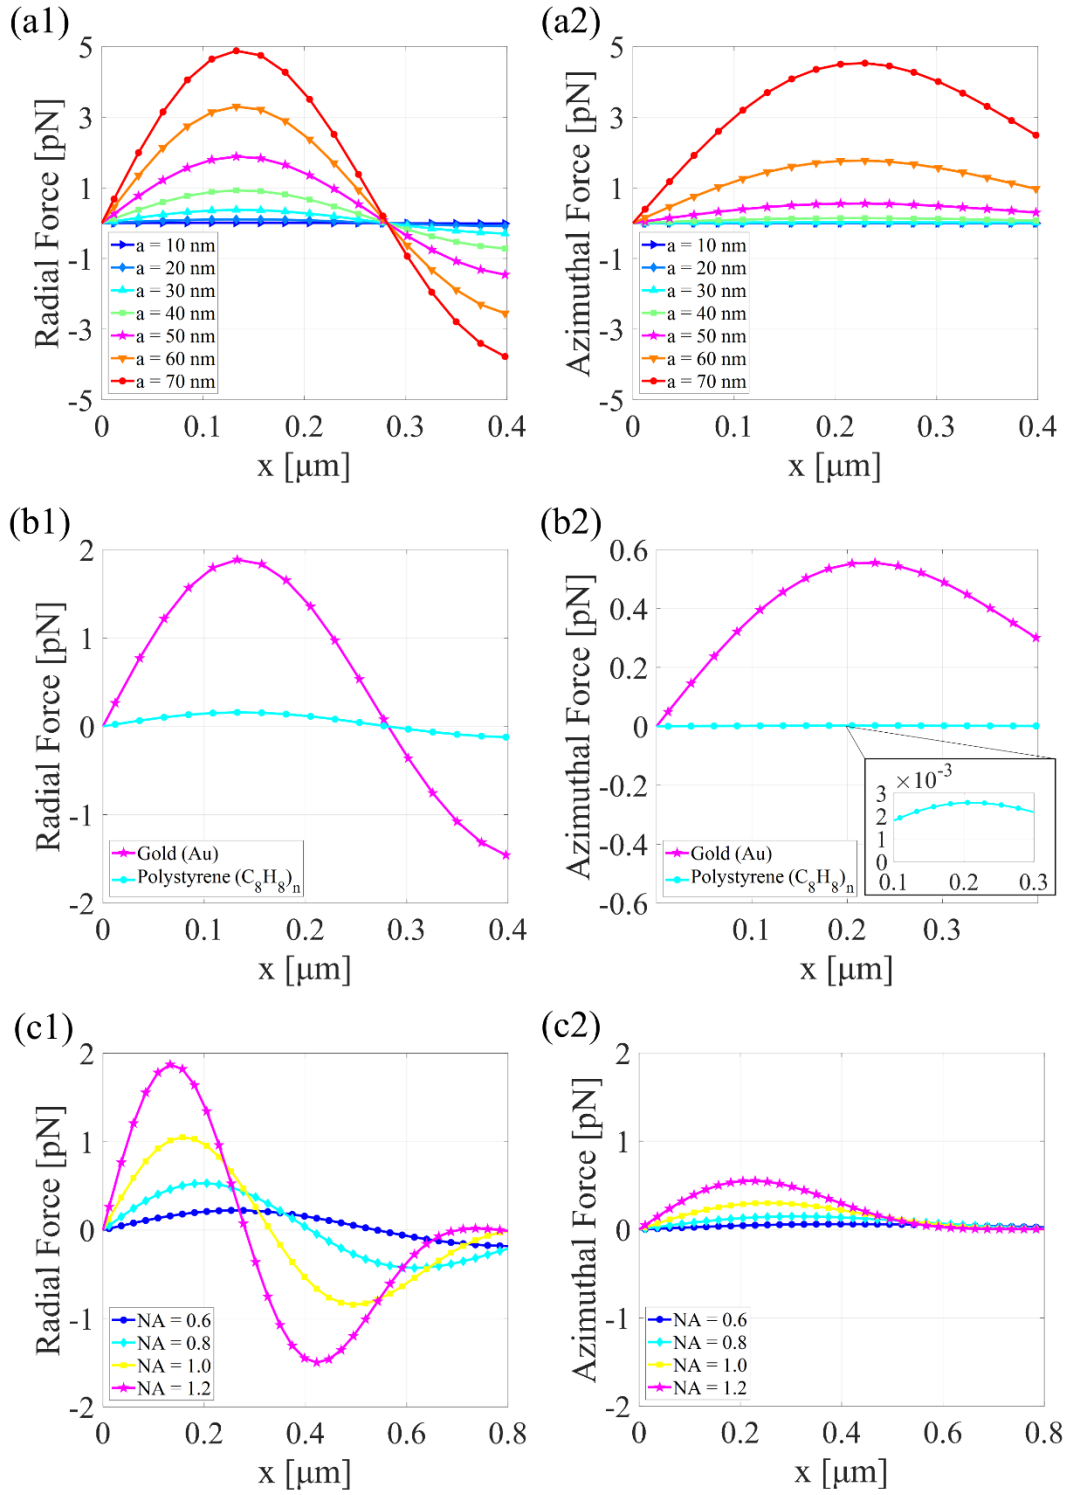 (a1)
Radial Force [pN]
5
3
1
-1
-3
-5
a = 10 nm
a = 20 nm
a = 30 nm
a = 40 nm
a = 50 nm
a = 60 nm
a = 70 nm
0 0.1 0.2 0.3 0.4
x [μm]
(a2)
Azimuthal Force [pN]
5
3
1
-1
-3
-5
a = 10 nm
a = 20 nm
a = 30 nm
a = 40 nm
a = 50 nm
a = 60 nm
a = 70 nm
0 0.1 0.2 0.3 0.4
x [μm]
(b1)
Radial Force [pN]
2
1
0
-1
-2
Gold (Au)
Polystyrene (C8H8)n
0 0.1 0.2 0.3 0.4
x [μm]
(b2)
Azimuthal Force [pN]
0.6
0.4
0.2
0
-0.2
-0.4
-0.6
×10-3
3
2
1
0
0.1 0.2 0.3
Gold (Au)
Polystyrene (C8H8)n
0.1 0.2 0.3
x [μm]
(c1)
Radial Force [pN]
2
1
0
-1
-2
NA = 0.6
NA = 0.8
NA = 1.0
NA = 1.2
0 0.2 0.4 0.6 0.8
x [μm]
(c2)
Azimuthal Force [pN]
2
1
0
-1
-2
NA = 0.6
NA = 0.8
NA = 1.0
NA = 1.2
0 0.2 0.4 0.6 0.8
x [μm]